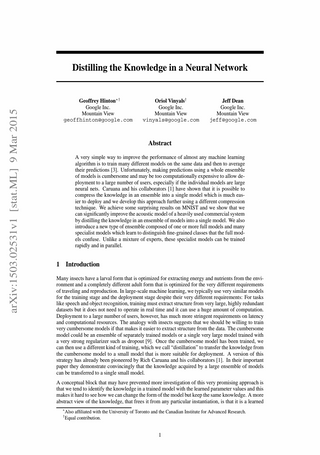 arXiv:1503.02531v1 [stat.ML] 9 Mar 2015
Distilling the Knowledge in a Neural Network
Geoffrey Hinton∗†
Google Inc.
Mountain View
geoffhinton@google.com
Oriol Vinyals†
Google Inc.
Mountain View
vinyals@google.com
Jeff Dean
Google Inc.
Mountain View
jeff@google.com
Abstract
A very simple way to improve the performance of almost any machine learning
algorithm is to train many different models on the same data and then to average
their predictions [3]. Unfortunately, making predictions using a whole ensemble
of models is cumbersome and may be too computationally expensive to allow de-
ployment to a large number of users, especially if the individual models are large
neural nets. Caruana and his collaborators [1] have shown that it is possible to
compress the knowledge in an ensemble into a single model which is much eas-
ier to deploy and we develop this approach further using a different compression
technique. We achieve some surprising results on MNIST and we show that we
can significantly improve the acoustic model of a heavily used commercial system
by distilling the knowledge in an ensemble of models into a single model. We also
introduce a new type of ensemble composed of one or more full models and many
specialist models which learn to distinguish fine-grained classes that the full mod-
els confuse. Unlike a mixture of experts, these specialist models can be trained
rapidly and in parallel.
1 Introduction
Many insects have a larval form that is optimized for extracting energy and nutrients from the envi-
ronment and a completely different adult form that is optimized for the very different requirements
of traveling and reproduction. In large-scale machine learning, we typically use very similar models
for the training stage and the deployment stage despite their very different requirements: For tasks
like speech and object recognition, training must extract structure from very large, highly redundant
datasets but it does not need to operate in real time and it can use a huge amount of computation.
Deployment to a large number of users, however, has much more stringent requirements on latency
and computational resources. The analogy with insects suggests that we should be willing to train
very cumbersome models if that makes it easier to extract structure from the data. The cumbersome
model could be an ensemble of separately trained models or a single very large model trained with
a very strong regularizer such as dropout [9]. Once the cumbersome model has been trained, we
can then use a different kind of training, which we call “distillation” to transfer the knowledge from
the cumbersome model to a small model that is more suitable for deployment. A version of this
strategy has already been pioneered by Rich Caruana and his collaborators [1]. In their important
paper they demonstrate convincingly that the knowledge acquired by a large ensemble of models
can be transferred to a single small model.
A conceptual block that may have prevented more investigation of this very promising approach is
that we tend to identify the knowledge in a trained model with the learned parameter values and this
makes it hard to see how we can change the form of the model but keep the same knowledge. A more
abstract view of the knowledge, that frees it from any particular instantiation, is that it is a learned
∗Also affiliated with the University of Toronto and the Canadian Institute for Advanced Research.
†Equal contribution.
1